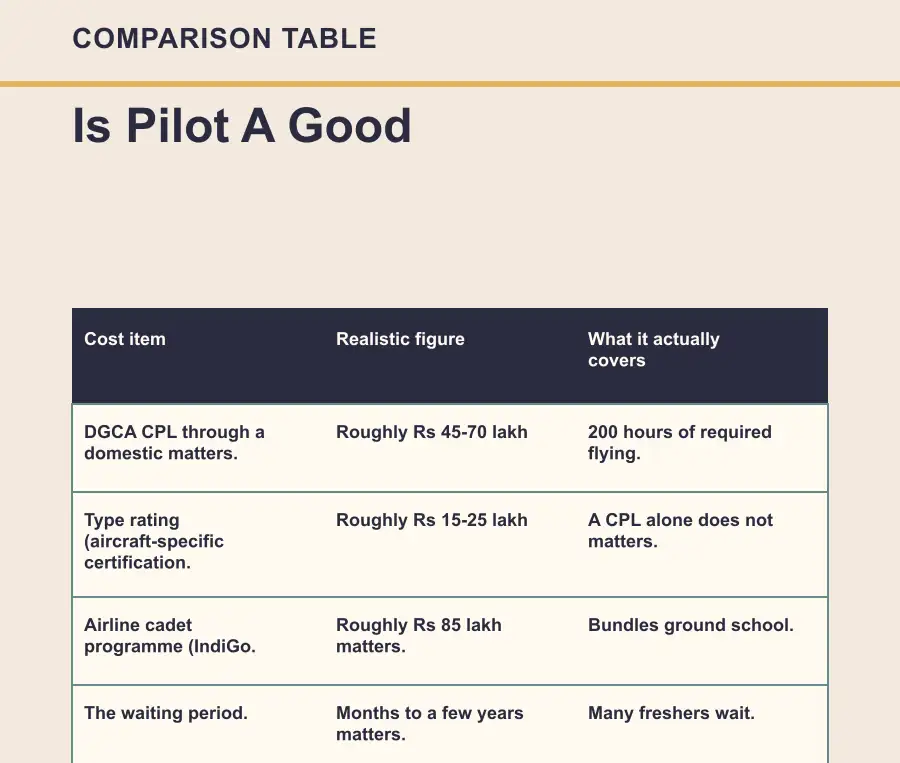 COMPARISON TABLE
Is Pilot A Good
Cost item
Realistic figure
What it actually
covers
DGCA CPL through a
domestic matters.
Roughly Rs 45-70 lakh
200 hours of required
flying.
Type rating
(aircraft-specific
certification.
Roughly Rs 15-25 lakh
A CPL alone does not
matters.
Airline cadet
programme (IndiGo.
Roughly Rs 85 lakh
matters.
Bundles ground school.
The waiting period.
Months to a few years
matters.
Many freshers wait.